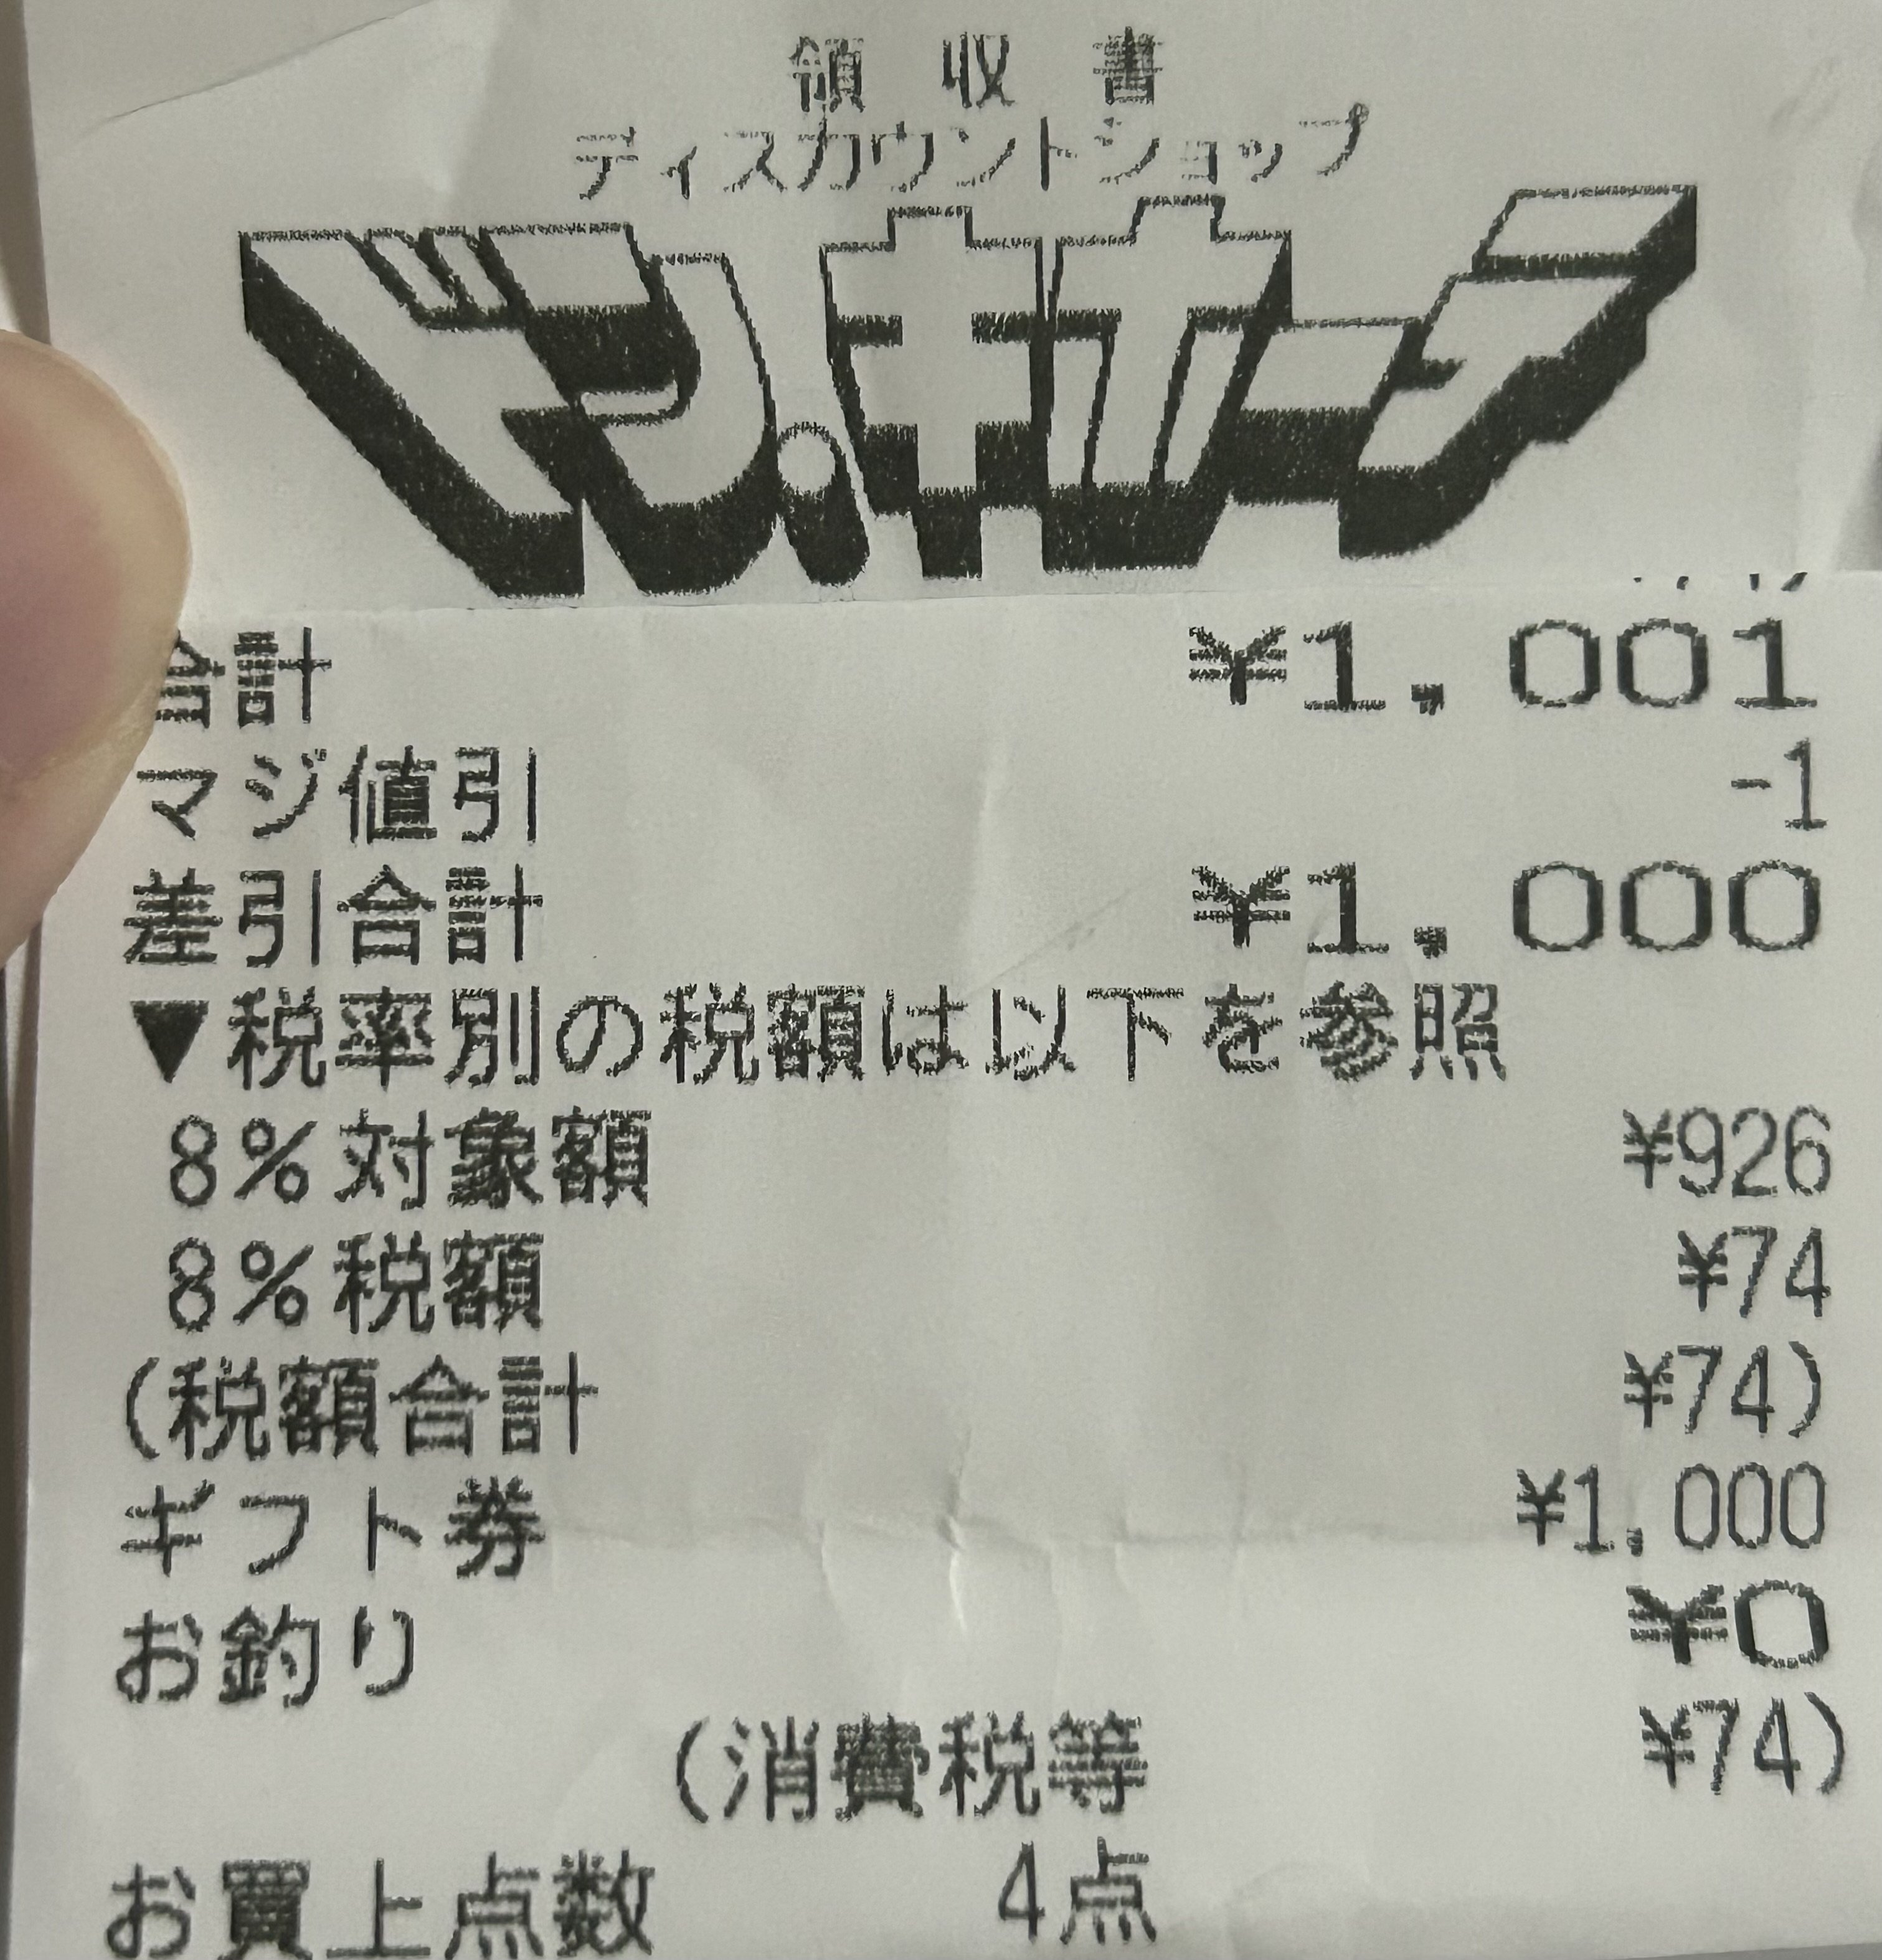 領収書
ディスカウントショップ
ドン.キホーテ
合計 ¥1,001
マジ値引 -1
差引合計 ¥1,000
▼税率別の税額は以下を参照
8%対象額 ¥926
8%税額 ¥74
(税額合計 ¥74)
ギフト券 ¥1,000
お釣り ¥0
(消費税等 ¥74)
お買上点数 4点